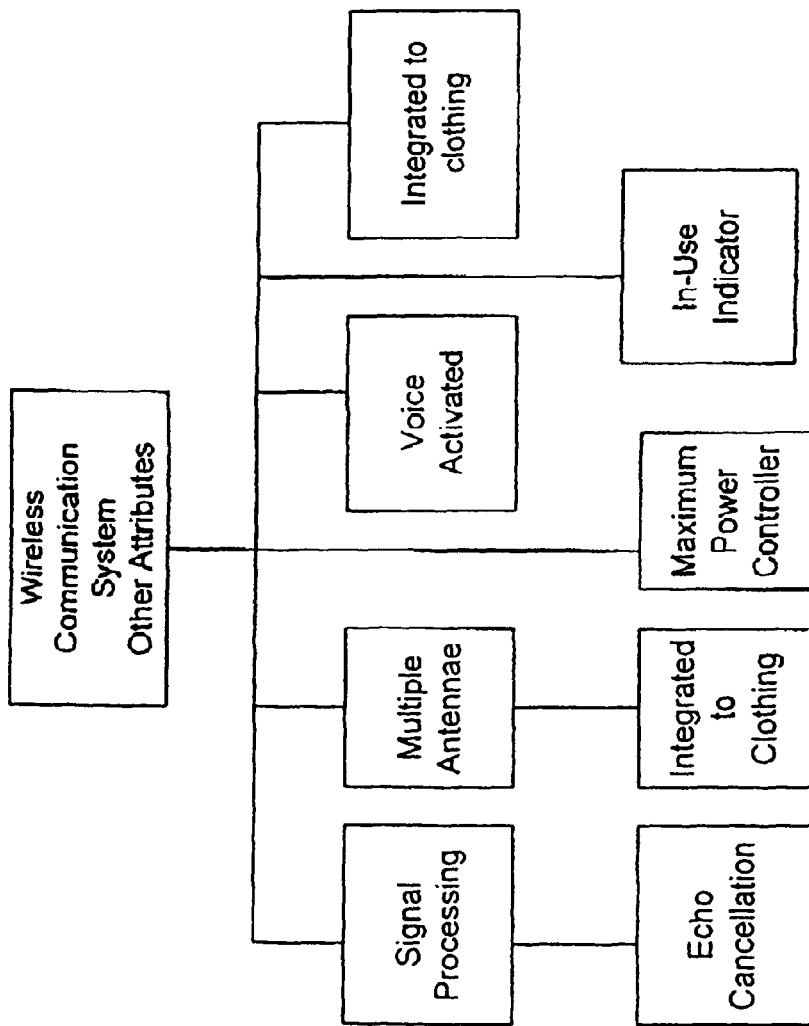 Wireless
Communication
System
Other Attributes
Signal
Processing
Multiple
Antennae
Voice
Activated
Integrated to
clothing
Echo
Cancellation
Integrated
to
Clothing
Maximum
Power
Controller
In-Use
Indicator